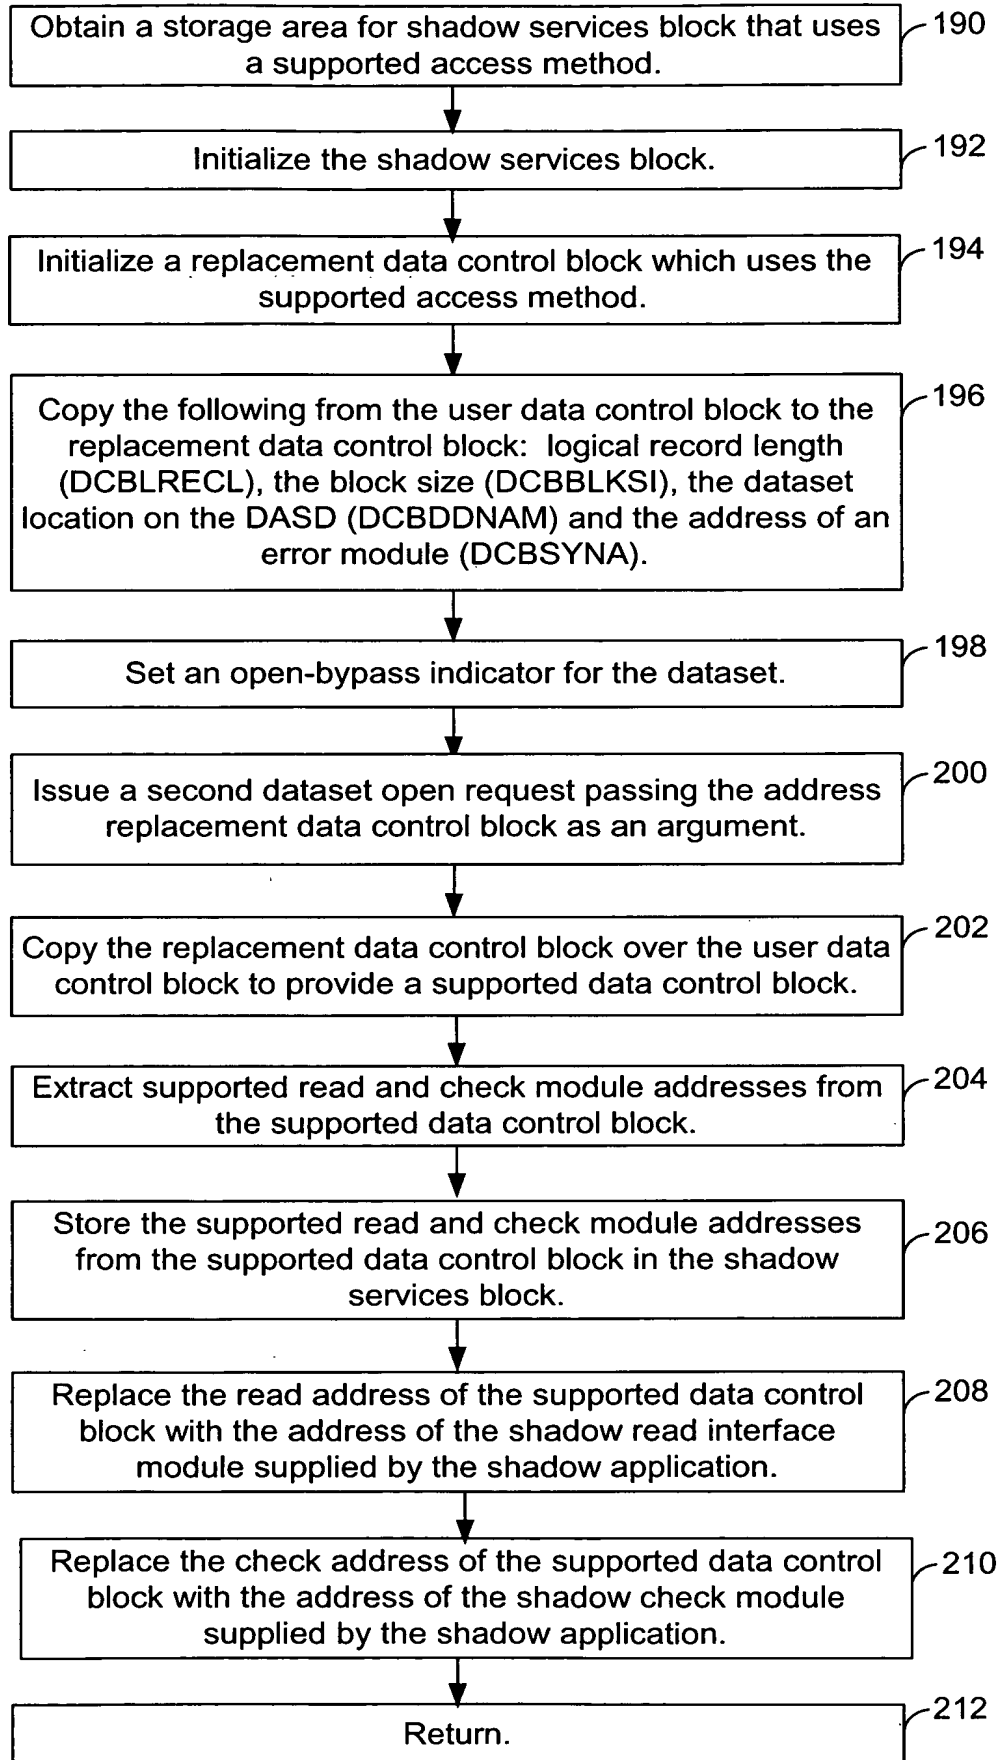 Obtain a storage area for shadow services block that uses
a supported access method.
190
Initialize the shadow services block.
192
Initialize a replacement data control block which uses the
supported access method.
194
Copy the following from the user data control block to the
replacement data control block: logical record length
(DCBLRECL), the block size (DCBBLKSI), the dataset
location on the DASD (DCBDDNAM) and the address of an
error module (DCBSYNA).
196
Set an open-bypass indicator for the dataset.
198
Issue a second dataset open request passing the address
replacement data control block as an argument.
200
Copy the replacement data control block over the user data
control block to provide a supported data control block.
202
Extract supported read and check module addresses from
the supported data control block.
204
Store the supported read and check module addresses
from the supported data control block in the shadow
services block.
206
Replace the read address of the supported data control
block with the address of the shadow read interface
module supplied by the shadow application.
208
Replace the check address of the supported data control
block with the address of the shadow check module
supplied by the shadow application.
210
Return.
212